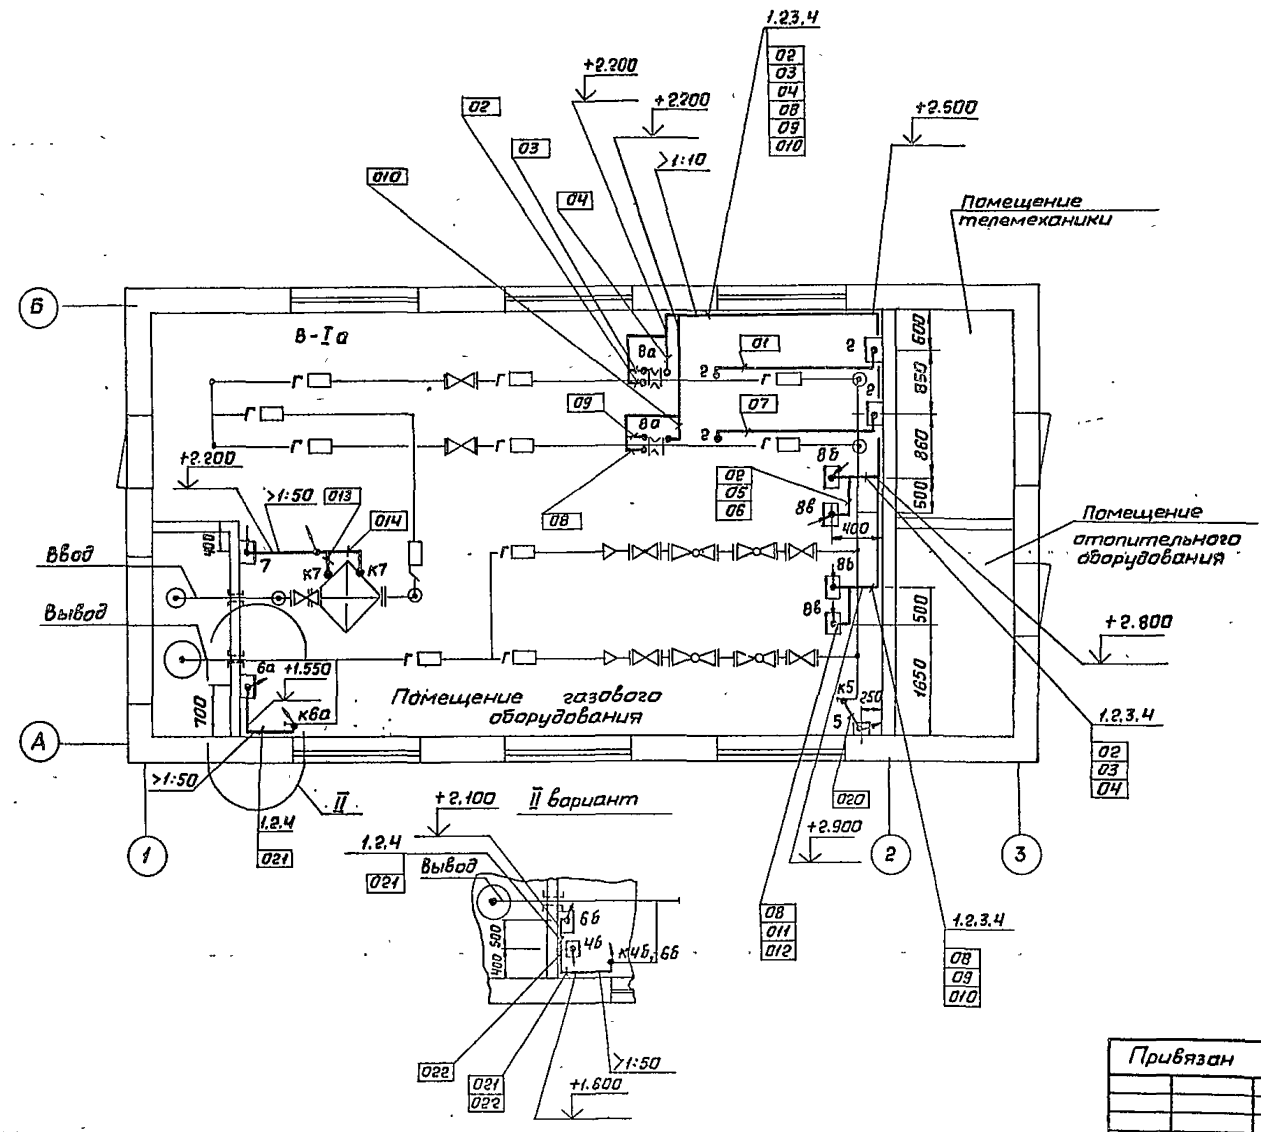 1.2.3.4
02
03
04
08
09
010
+2.200
+2.200
>1:10
+2.500
02
03
010
04
Помещение
телемеханики
Б
В-Iа
8а
01
2
2
600
Г
Г
Г
850
Г
09
8а
07
2
2
Г
Г
Г
860
+2.200
8б
500
>1:50
013
014
02
05
06
8в
400
08
400
7
к7
к7
Г
Помещение
отопительного
оборудования
Ввод
8б
Вывод
8в
500
+2.800
Г
Г
6а
+1.550
700
к6а
Помещение газового
оборудования
к5
250
5
1650
А
1.2.3.4
02
03
04
>1:50
II
020
1.2.4
021
+2.100
II вариант
+2.900
1
2
3
1.2.4
021
Вывод
6б
500
4б
400
к4б,6б
08
011
012
1.2.3.4
08
09
010
022
021
022
>1:50
+1.600
Привязан